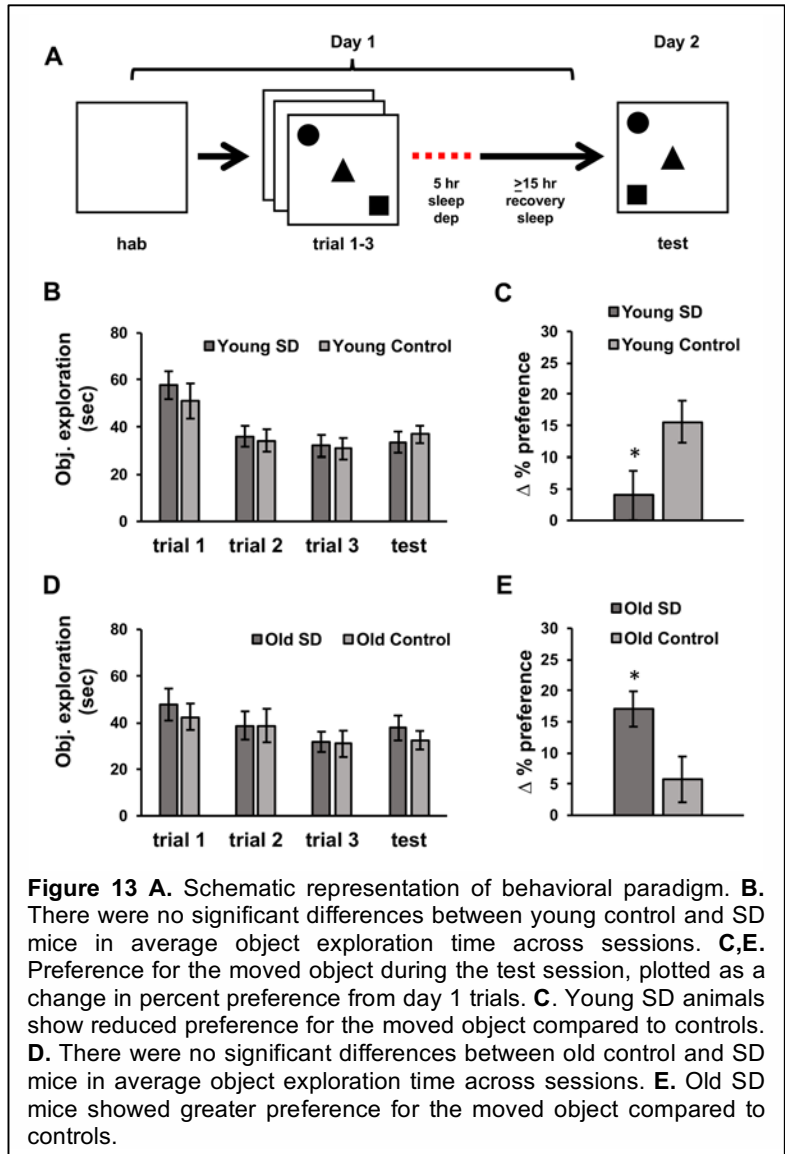 A
Day 1
Day 2
hab
trial 1-3
5 hr
sleep
dep
≥15 hr
recovery
sleep
test
B
Obj. exploration
(sec)
80
60
40
20
0
Young SD
Young Control
trial 1
trial 2
trial 3
test
C
Δ % preference
30
25
20
15
10
5
0
Young SD
Young Control
*
D
Obj. exploration
(sec)
80
60
40
20
0
Old SD
Old Control
trial 1
trial 2
trial 3
test
E
Δ % preference
30
25
20
15
10
5
0
Old SD
Old Control
*
Figure 13 A. Schematic representation of behavioral paradigm. B.
There were no significant differences between young control and SD
mice in average object exploration time across sessions. C,E.
Preference for the moved object during the test session, plotted as a
change in percent preference from day 1 trials. C. Young SD animals
show reduced preference for the moved object compared to controls.
D. There were no significant differences between old control and SD
mice in average object exploration time across sessions. E. Old SD
mice showed greater preference for the moved object compared to
controls.